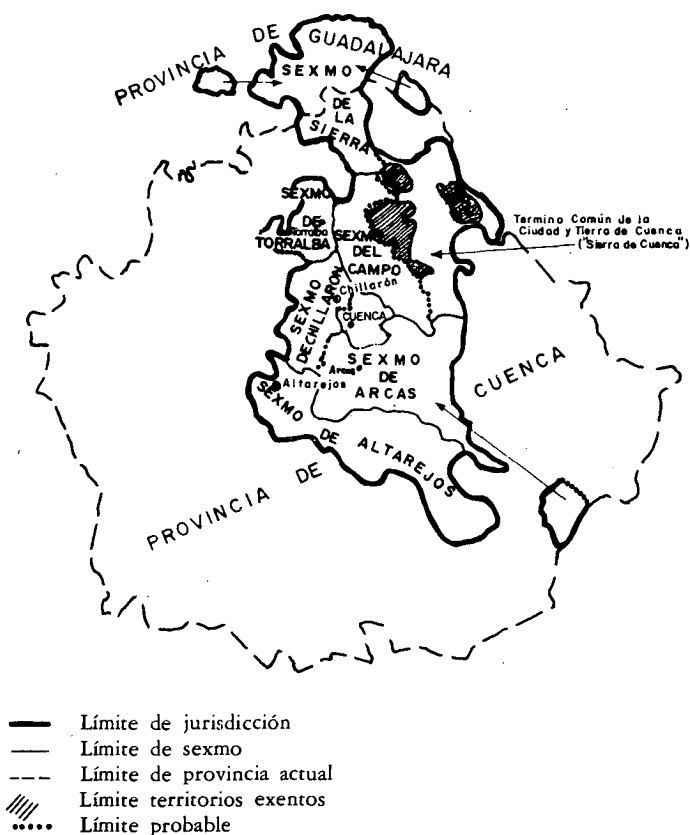 PROVINCIA DE GUADALAJARA
SEXMO
DE
LA
SIERRA
SEXMO
DE
Torralba
TORRALBA
SEXMO
DEL
CAMPO
Termino Común de la
Ciudad y Tierra de Cuenca
("Sierra de Cuenca")
Chillarón
SEXMO
DE CHILLARON
CUENCA
Arcas
SEXMO
DE
ARCAS
Altarejos
SEXMO DE ALTAREJOS
PROVINCIA DE CUENCA
Límite de jurisdicción
Límite de sexmo
Límite de provincia actual
Límite territorios exentos
Límite probable